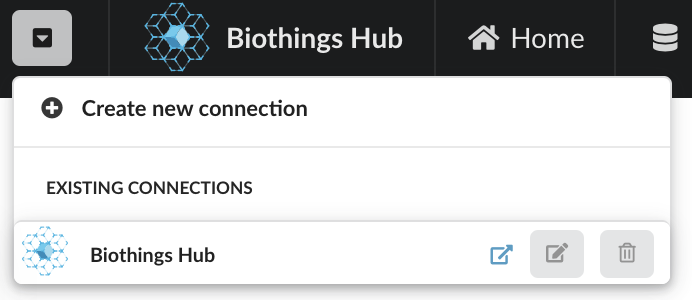 Biothings Hub
Home
Create new connection
EXISTING CONNECTIONS
Biothings Hub